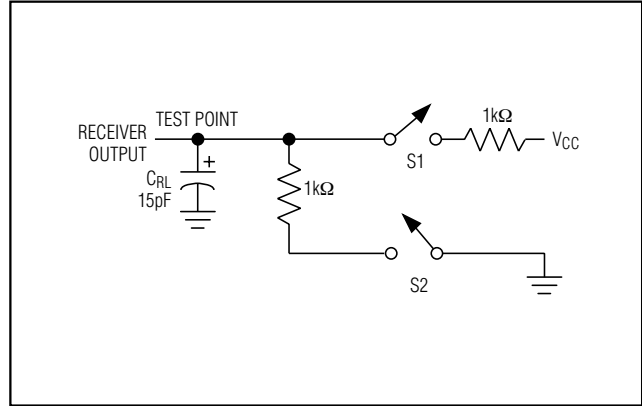 TEST POINT
RECEIVER
OUTPUT
+
CRL
15pF
1kΩ
S1
1kΩ
VCC
S2